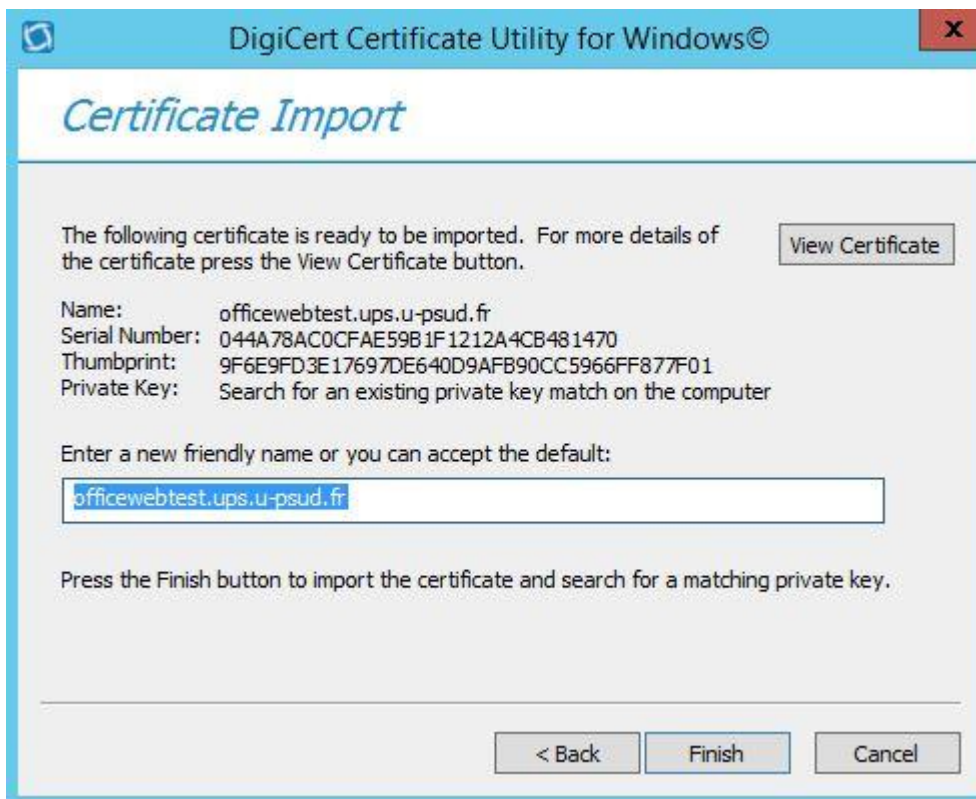 DigiCert Certificate Utility for Windows©
x
Certificate Import
The following certificate is ready to be imported. For more details of
the certificate press the View Certificate button.
View Certificate
Name: officewebtest.ups.u-psud.fr
Serial Number: 044A78AC0CFAE59B1F1212A4CB481470
Thumbprint: 9F6E9FD3E17697DE640D9AFB90CC5966FF877F01
Private Key: Search for an existing private key match on the computer
Enter a new friendly name or you can accept the default:
officewebtest.ups.u-psud.fr
Press the Finish button to import the certificate and search for a matching private key.
< Back Finish Cancel